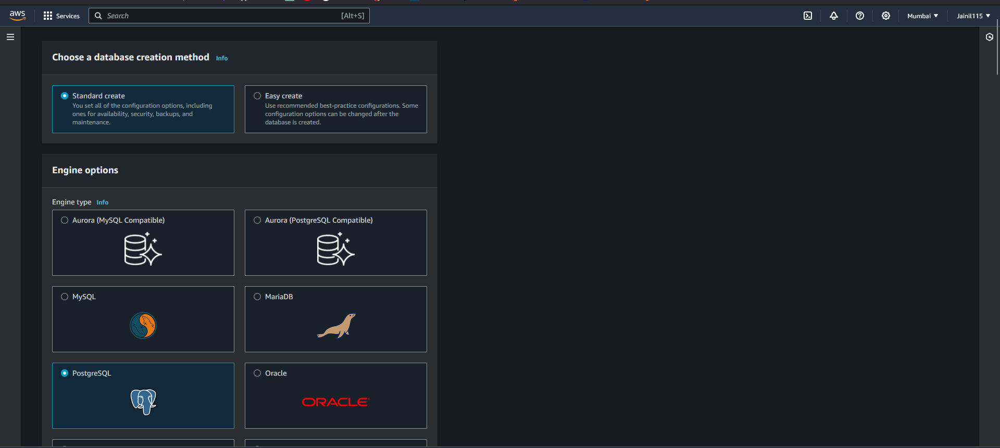 aws
Services
Search
[Alt+S]
Mumbai
Jainil115
Choose a database creation method Info
Standard create
You set all of the configuration options, including
ones for availability, security, backups, and
maintenance.
Easy create
Use recommended best-practice configurations. Some
configuration options can be changed after the
database is created.
Engine options
Engine type Info
Aurora (MySQL Compatible)
Aurora (PostgreSQL Compatible)
MySQL
MariaDB
PostgreSQL
Oracle
ORACLE